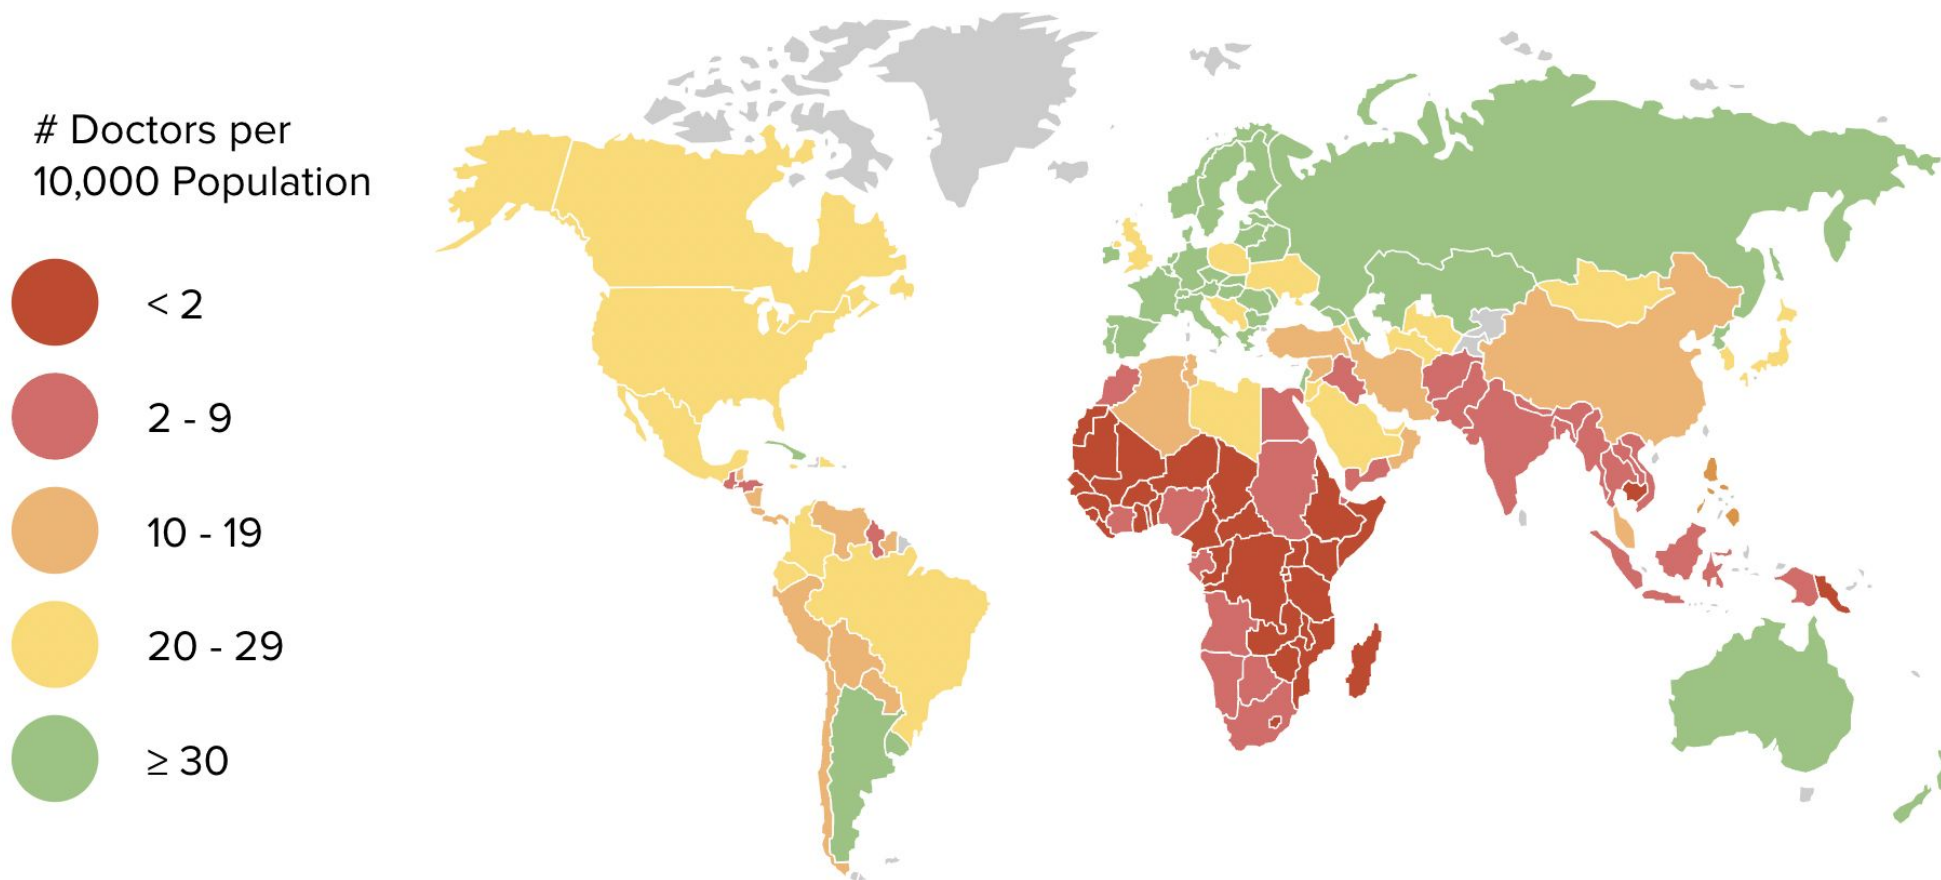 # Doctors per
10,000 Population
< 2
2 - 9
10 - 19
20 - 29
≥ 30